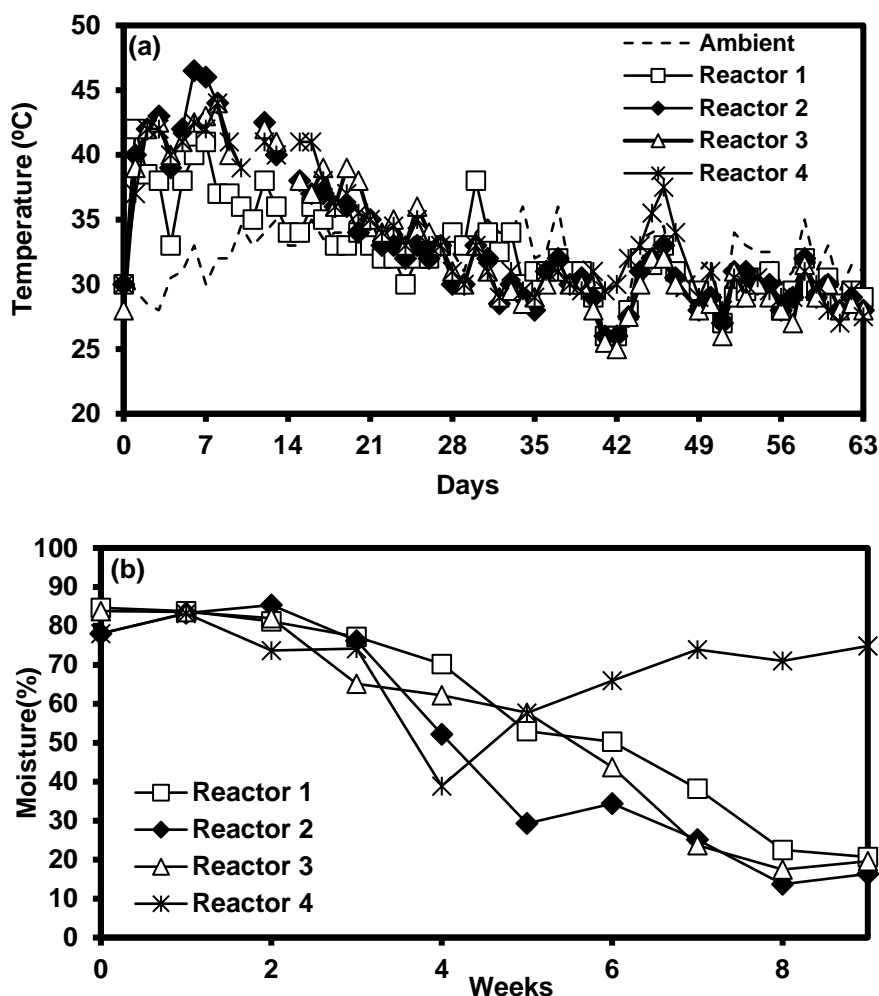 (a)
50
45
40
35
30
25
20
Temperature (ºC)
Ambient
Reactor 1
Reactor 2
Reactor 3
Reactor 4
0 7 14 21 28 35 42 49 56 63
Days
(b)
100
90
80
70
60
50
40
30
20
10
0
Moisture(%)
Reactor 1
Reactor 2
Reactor 3
Reactor 4
0 2 4 6 8
Weeks